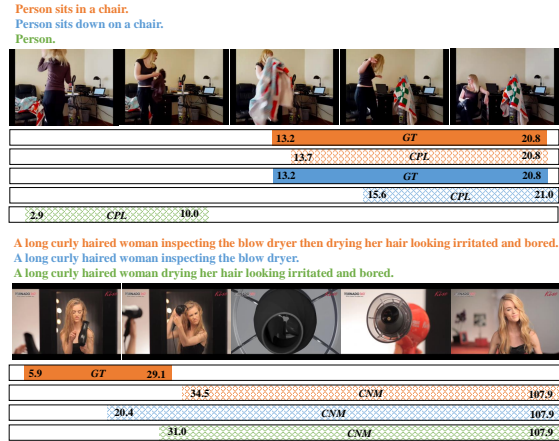 Person sits in a chair.
Person sits down on a chair.
Person.
13.2 GT 20.8
13.7 CPL 20.8
13.2 GT 20.8
15.6 CPL 21.0
2.9 CPL 10.0
A long curly haired woman inspecting the blow dryer then drying her hair looking irritated and bored.
A long curly haired woman inspecting the blow dryer.
A long curly haired woman drying her hair looking irritated and bored.
5.9 GT 29.1
34.5 CNM 107.9
20.4 CNM 107.9
31.0 CNM 107.9